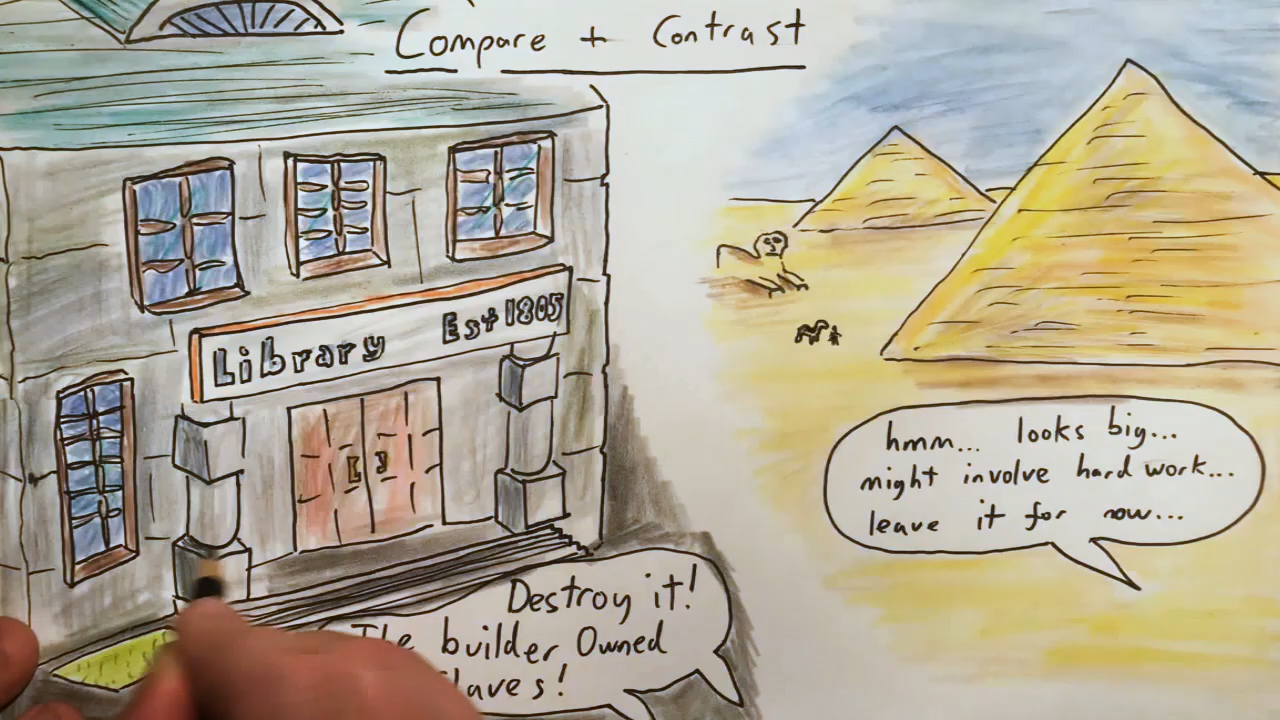 Compare + Contrast
Library Est 1805
Destroy it!
The builder Owned
laves!
hmm... looks big...
might involve hard work...
leave it for now...